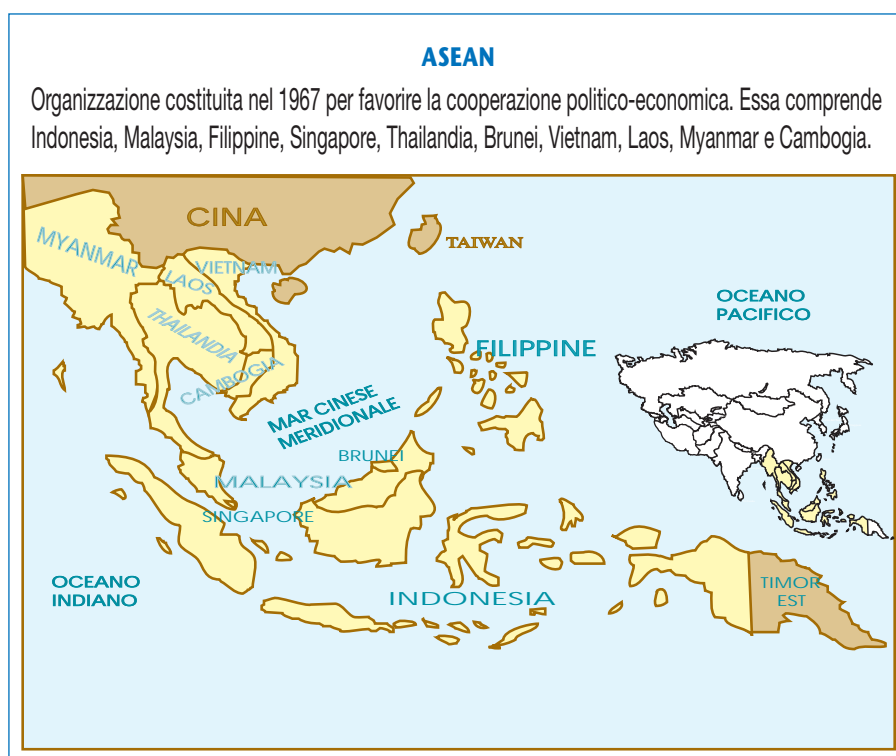 ASEAN
Organizzazione costituita nel 1967 per favorire la cooperazione politico-economica. Essa comprende
Indonesia, Malaysia, Filippine, Singapore, Thailandia, Brunei, Vietnam, Laos, Myanmar e Cambogia.
CINA
TAIWAN
MYANMAR
VIETNAM
LAOS
THAILANDIA
CAMBOGIA
FILIPPINE
OCEANO
PACIFICO
MAR CINESE
MERIDIONALE
BRUNEI
MALAYSIA
SINGAPORE
OCEANO
INDIANO
INDONESIA
TIMOR
EST